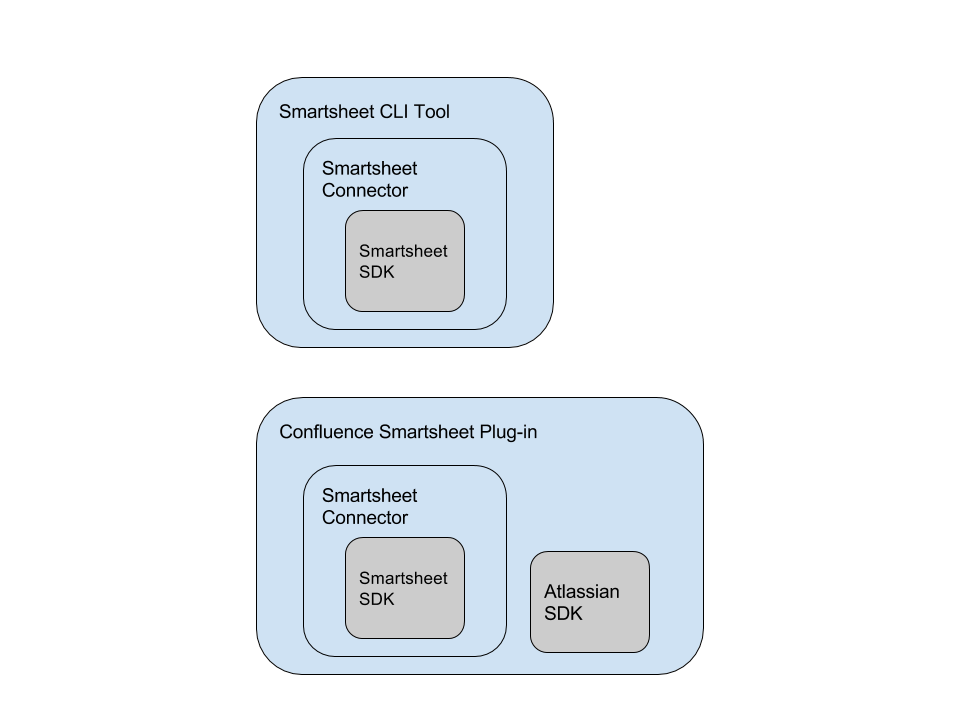 Smartsheet CLI Tool
Smartsheet
Connector
Smartsheet
SDK
Confluence Smartsheet Plug-in
Smartsheet
Connector
Smartsheet
SDK
Atlassian
SDK